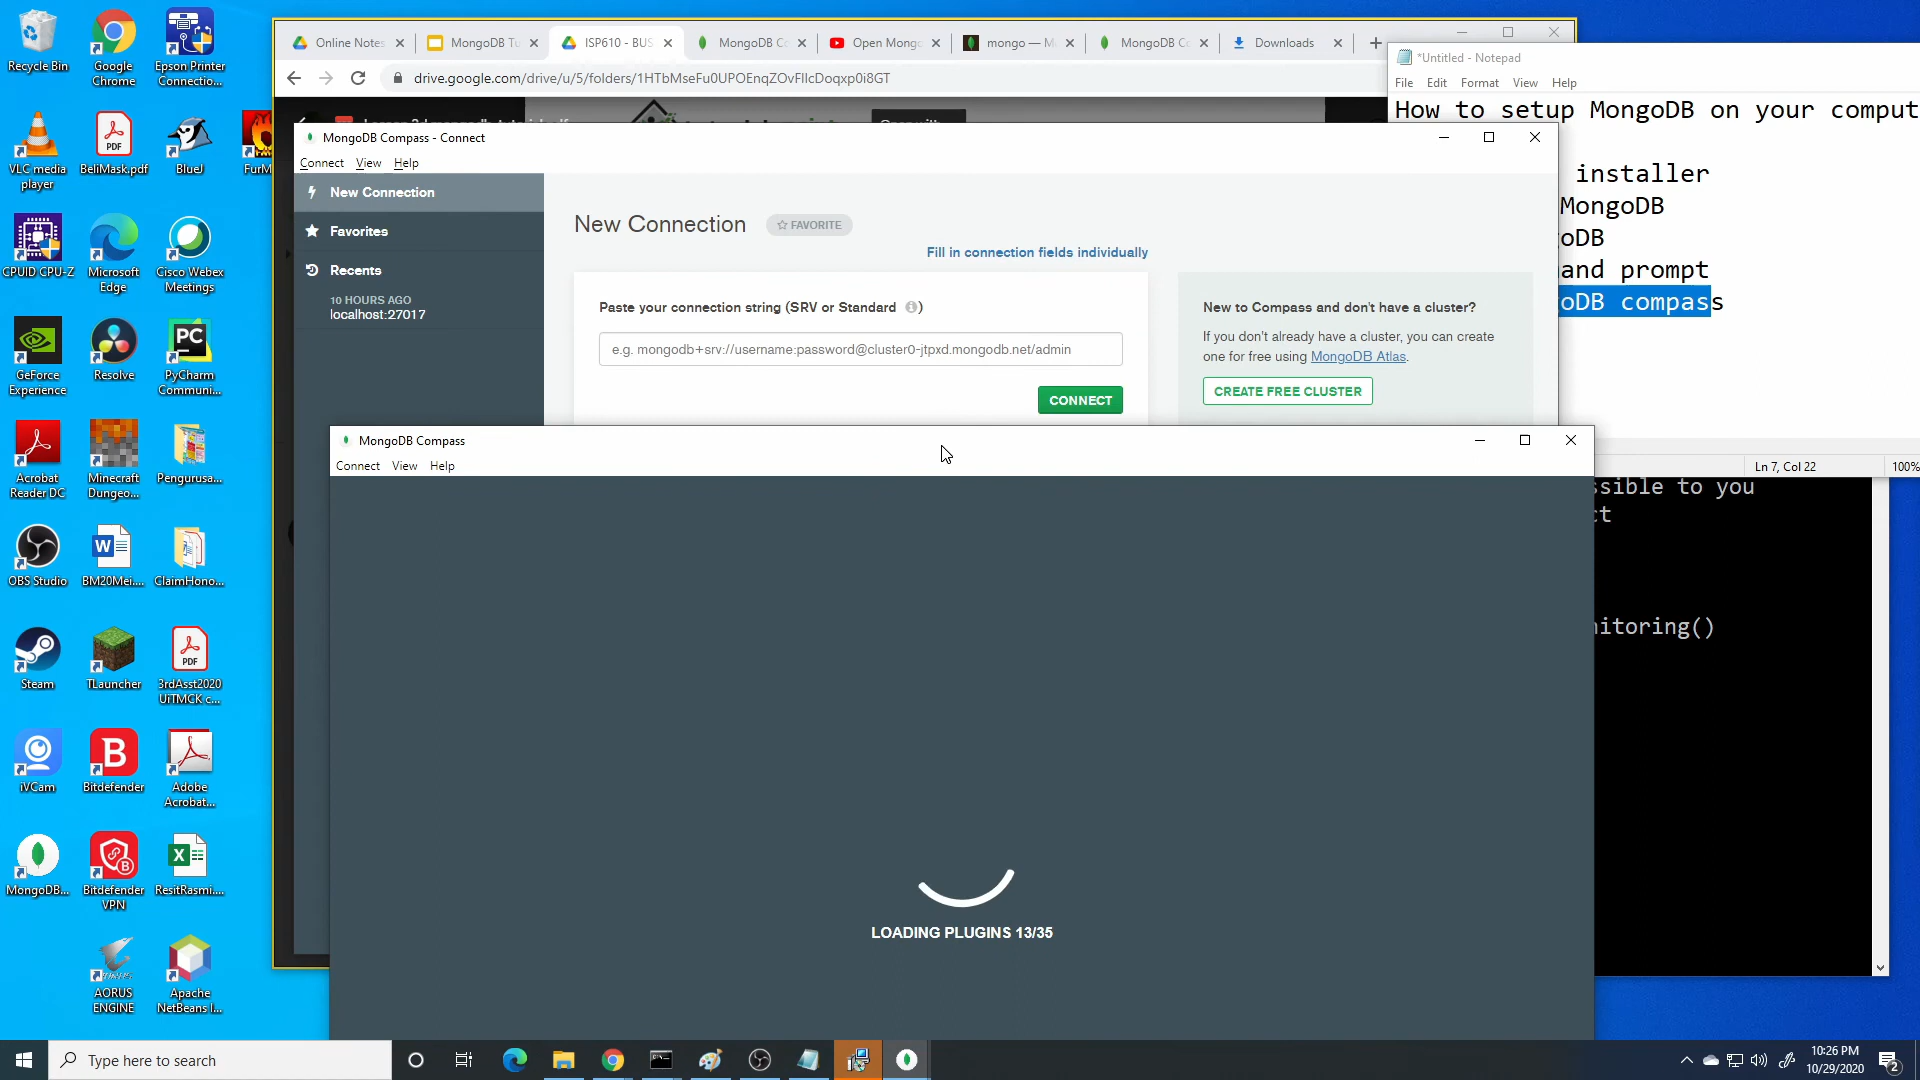 Recycle Bin
Google Chrome
Epson Printer Connectio...
VLC media player
BeliMask.pdf
BlueJ
FurM
CPUID CPU-Z
Microsoft Edge
Cisco Webex Meetings
GeForce Experience
Resolve
PyCharm Communi...
Acrobat Reader DC
Minecraft Dungeo...
Pengurusa...
OBS Studio
BM20Mei....
ClaimHono...
Steam
TLauncher
3rdAsst2020 UiTMCK c...
iVCam
Bitdefender
Adobe Acrobat...
MongoDB...
Bitdefender VPN
ResitRasmi....
AORUS ENGINE
Apache NetBeans I...
Online Notes
MongoDB Tu
ISP610 - BUS
MongoDB Co
Open Mongo
mongo — M
MongoDB Co
Downloads
drive.google.com/drive/u/5/folders/1HTbMseFu0UPOEnqZOvFIlcDoqxp0i8GT
*Untitled - Notepad
File Edit Format View Help
How to setup MongoDB on your comput
installer
MongoDB
oDB
and prompt
oDB compass
Ln 7, Col 22
100%
MongoDB Compass - Connect
Connect View Help
New Connection
Favorites
Recents
10 HOURS AGO
localhost:27017
New Connection
FAVORITE
Fill in connection fields individually
Paste your connection string (SRV or Standard )
e.g. mongodb+srv://username:password@cluster0-jtpxd.mongodb.net/admin
CONNECT
New to Compass and don't have a cluster?
If you don't already have a cluster, you can create
one for free using MongoDB Atlas.
CREATE FREE CLUSTER
MongoDB Compass
Connect View Help
LOADING PLUGINS 13/35
ssible to you
ct
nitoring()
Type here to search
10:26 PM
10/29/2020
2